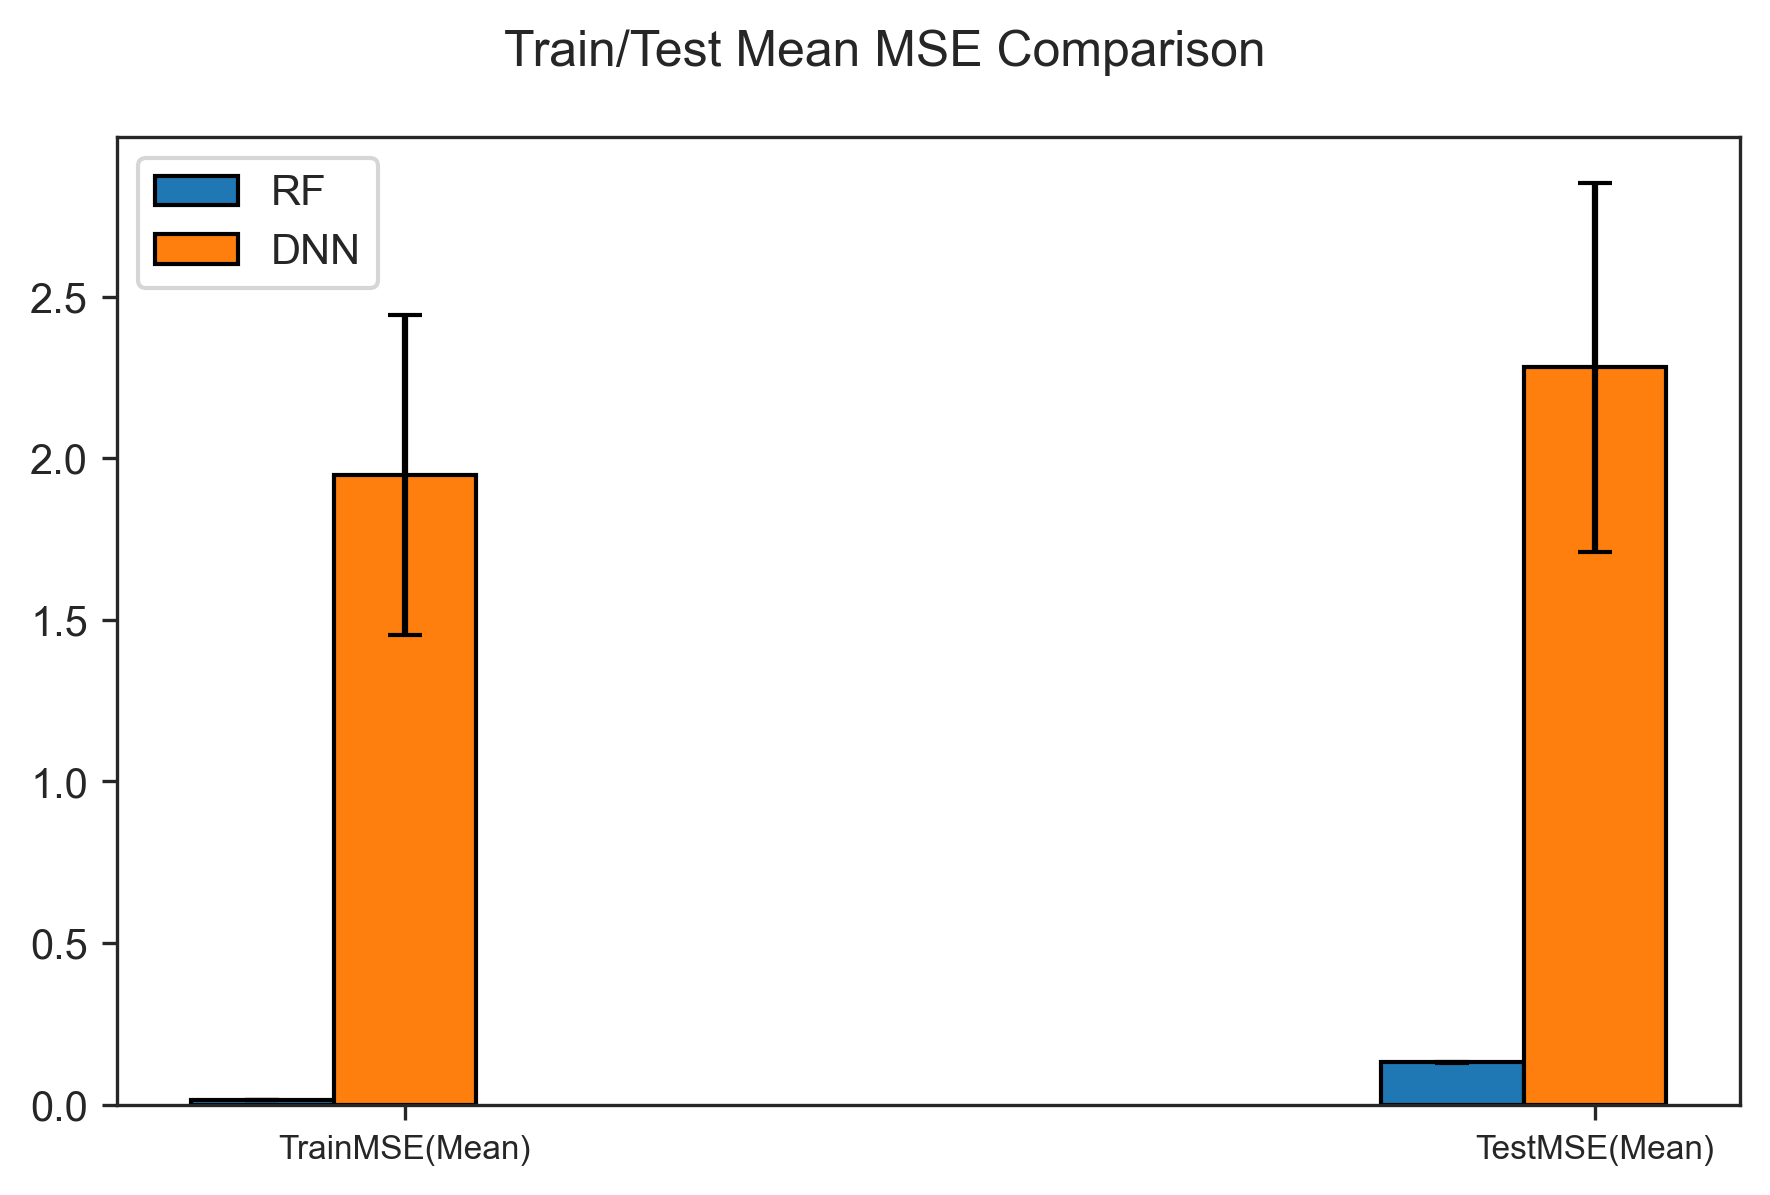 Train/Test Mean MSE Comparison
RF
DNN
2.5
2.0
1.5
1.0
0.5
0.0
TrainMSE(Mean)
TestMSE(Mean)